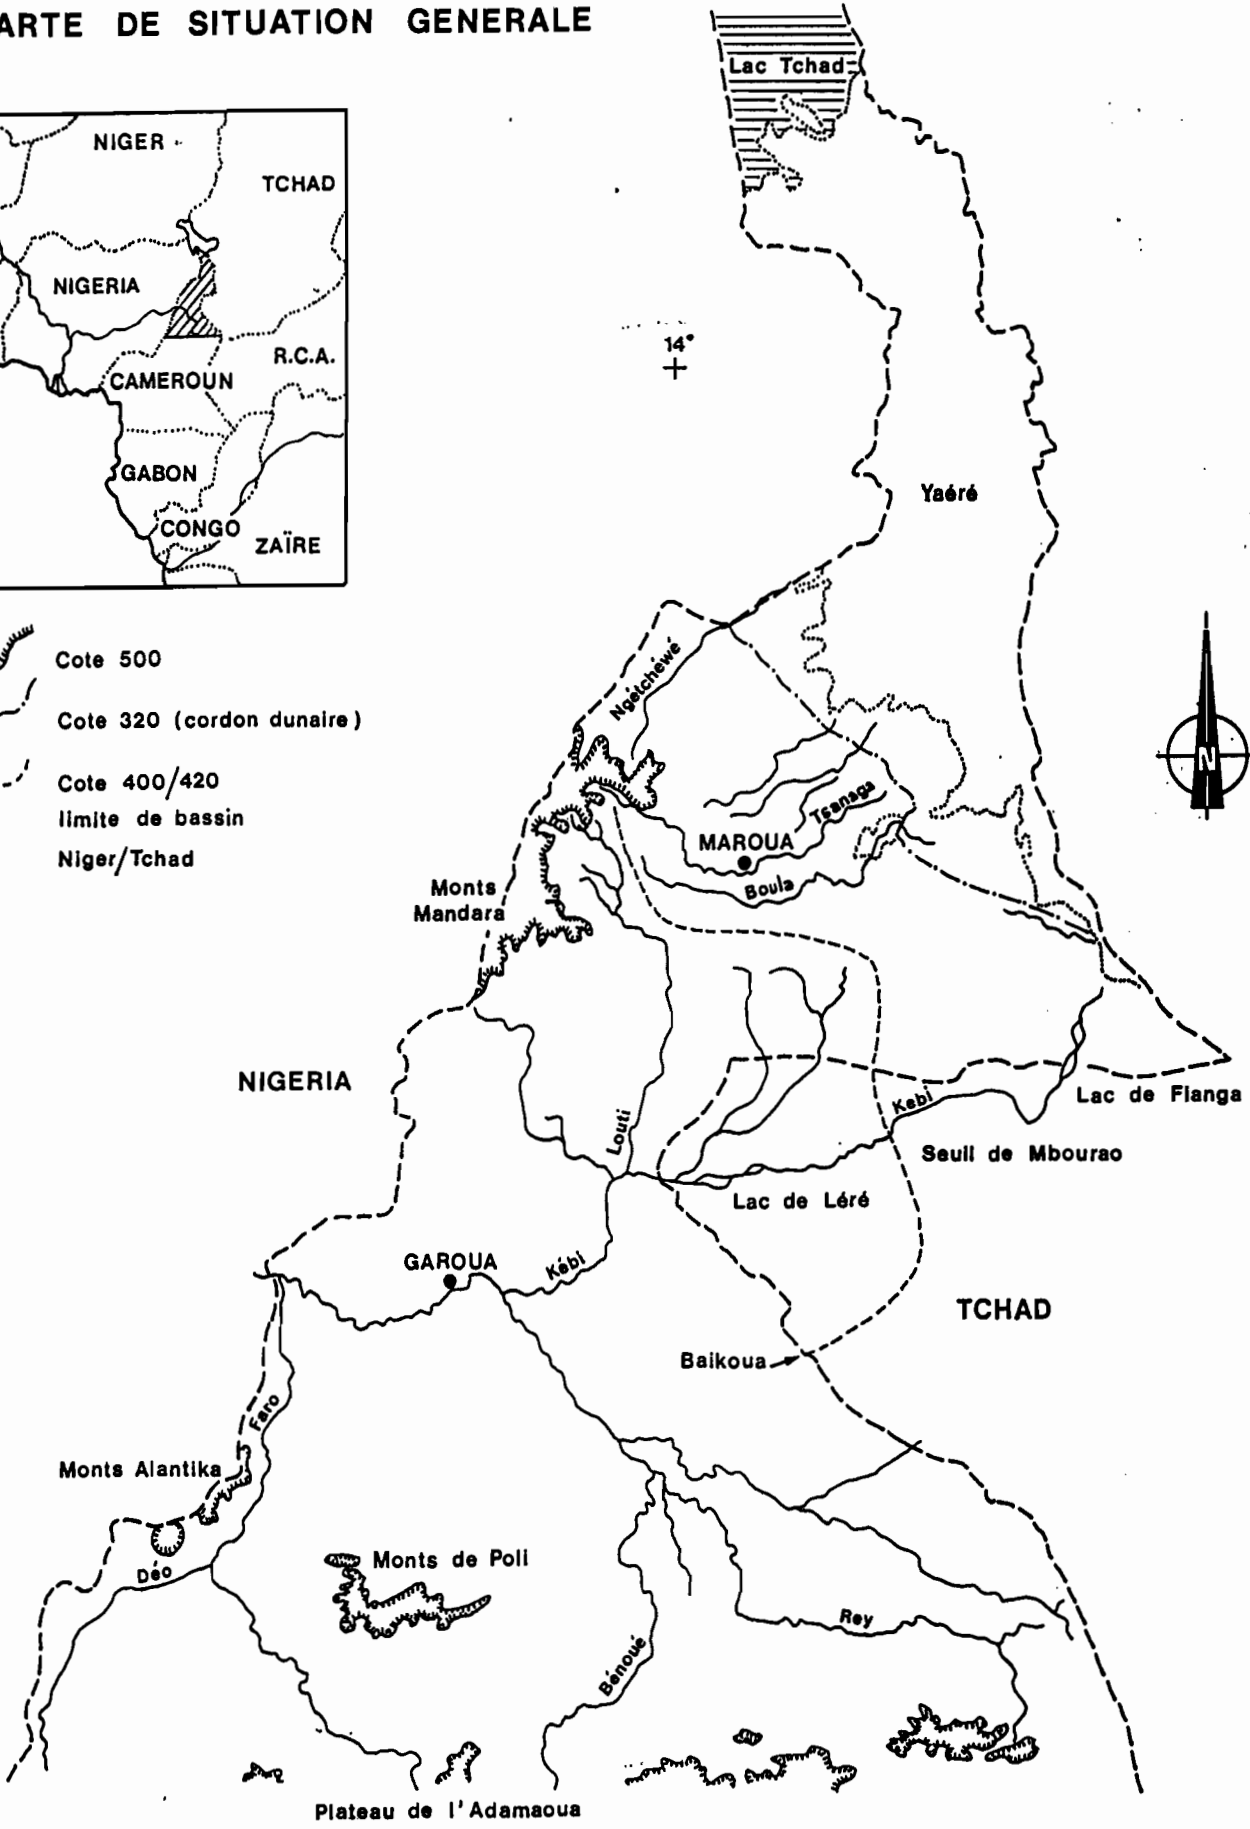 ARTE DE SITUATION GENERALE
Lac Tchad
NIGER
TCHAD
NIGERIA
R.C.A.
CAMEROUN
GABON
CONGO
ZAÏRE
14°
Yaéré
Cote 500
Cote 320 (cordon dunaire)
Cote 400/420
limite de bassin
Niger/Tchad
Ngétchéwé
N
Tsanaga
MAROUA
Boula
Monts
Mandara
NIGERIA
Kebi
Lac de Fianga
Louti
Seuil de Mbourao
Lac de Léré
GAROUA
Kébi
TCHAD
Baikoua
Faro
Monts Alantika
Monts de Poli
Déo
Rey
Bénoué
Plateau de l'Adamaoua